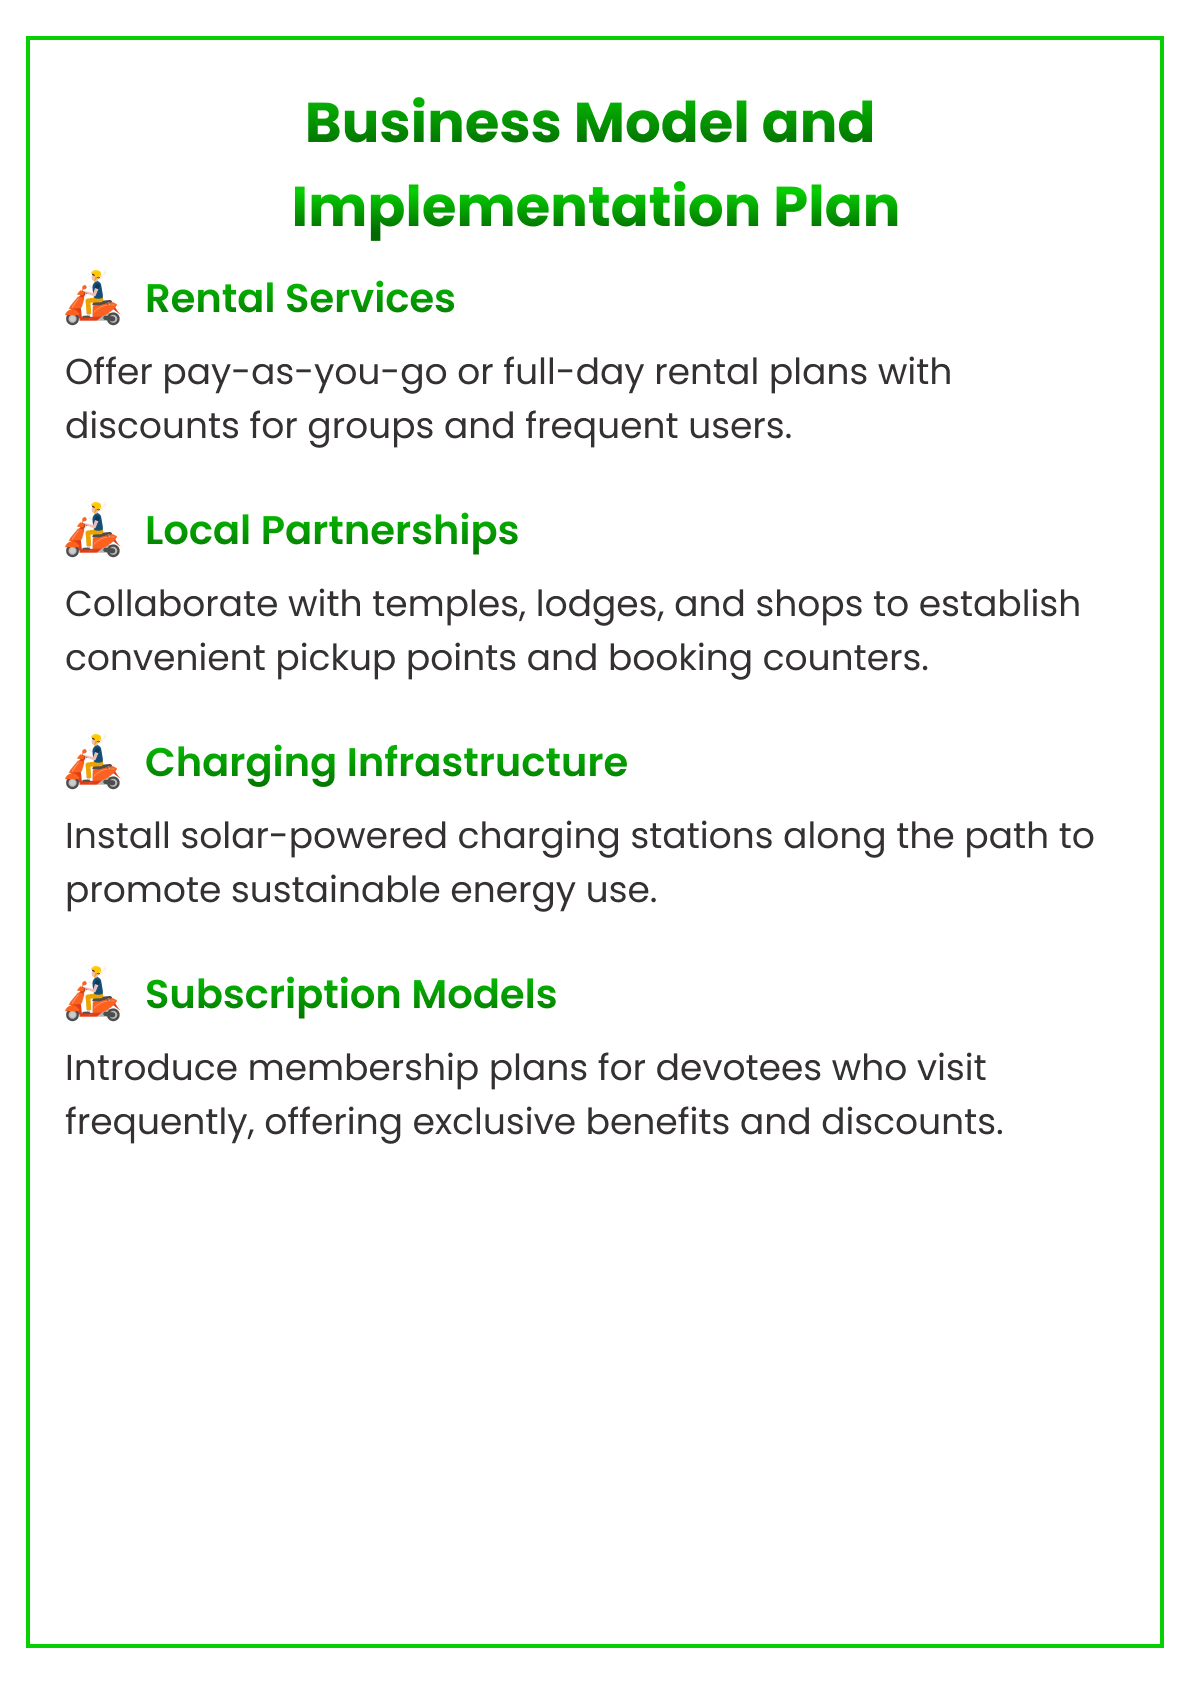 Business Model and
Implementation Plan
Rental Services
Offer pay-as-you-go or full-day rental plans with
discounts for groups and frequent users.
Local Partnerships
Collaborate with temples, lodges, and shops to establish
convenient pickup points and booking counters.
Charging Infrastructure
Install solar-powered charging stations along the path to
promote sustainable energy use.
Subscription Models
Introduce membership plans for devotees who visit
frequently, offering exclusive benefits and discounts.